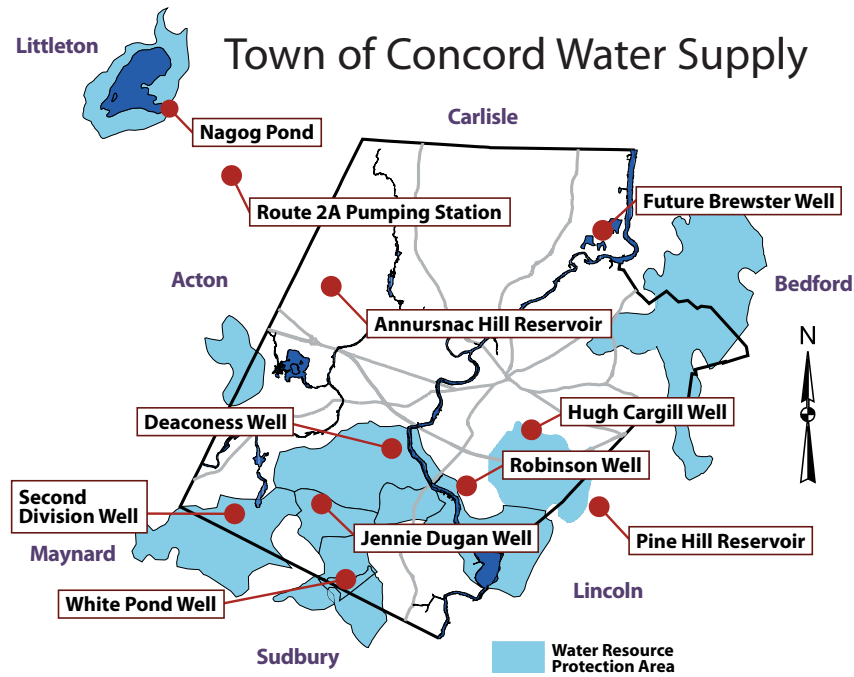 Littleton
Town of Concord Water Supply
Carlisle
Nagog Pond
Route 2A Pumping Station
Future Brewster Well
Acton
Bedford
Annursnac Hill Reservoir
N
Deaconess Well
Hugh Cargill Well
Robinson Well
Second
Division Well
Jennie Dugan Well
Pine Hill Reservoir
Maynard
Lincoln
White Pond Well
Sudbury
Water Resource
Protection Area